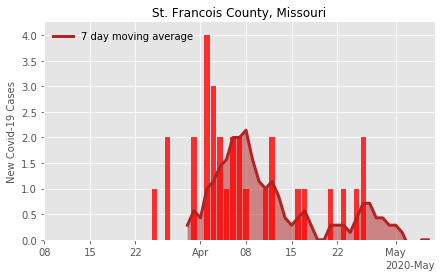 St. Francois County, Missouri
7 day moving average
New Covid-19 Cases
4.0
3.5
3.0
2.5
2.0
1.5
1.0
0.5
0.0
08 15 22 Apr 08 15 22 May
2020-May